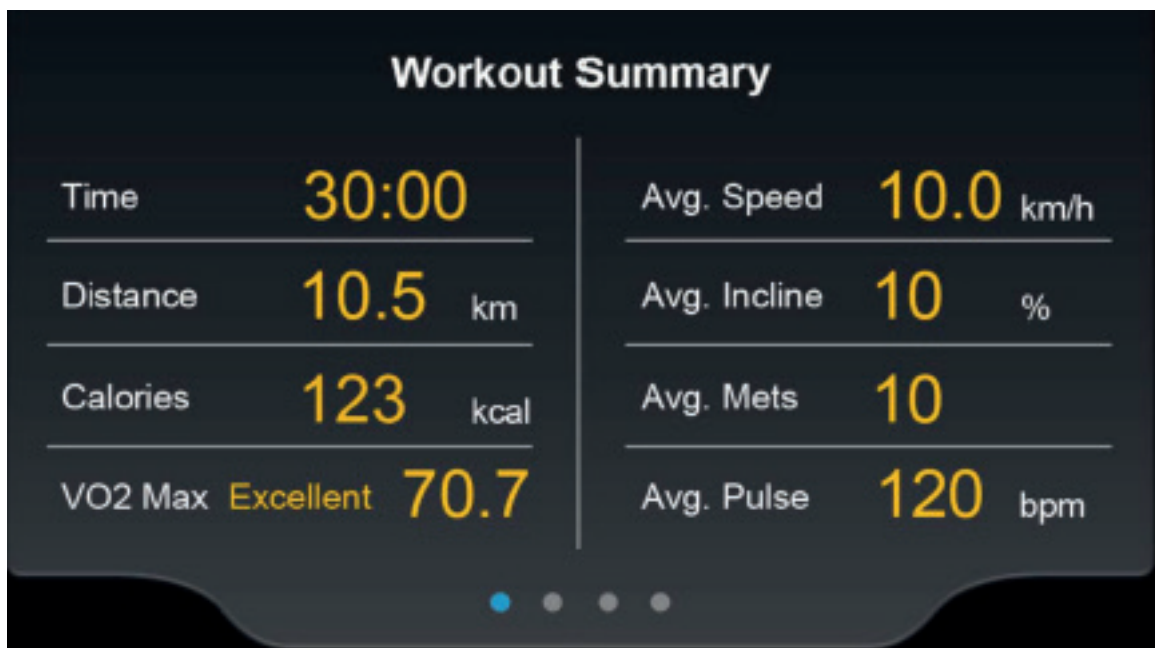 Workout Summary
Time 30:00
Distance 10.5 km
Calories 123 kcal
VO2 Max Excellent 70.7
Avg. Speed 10.0 km/h
Avg. Incline 10 %
Avg. Mets 10
Avg. Pulse 120 bpm